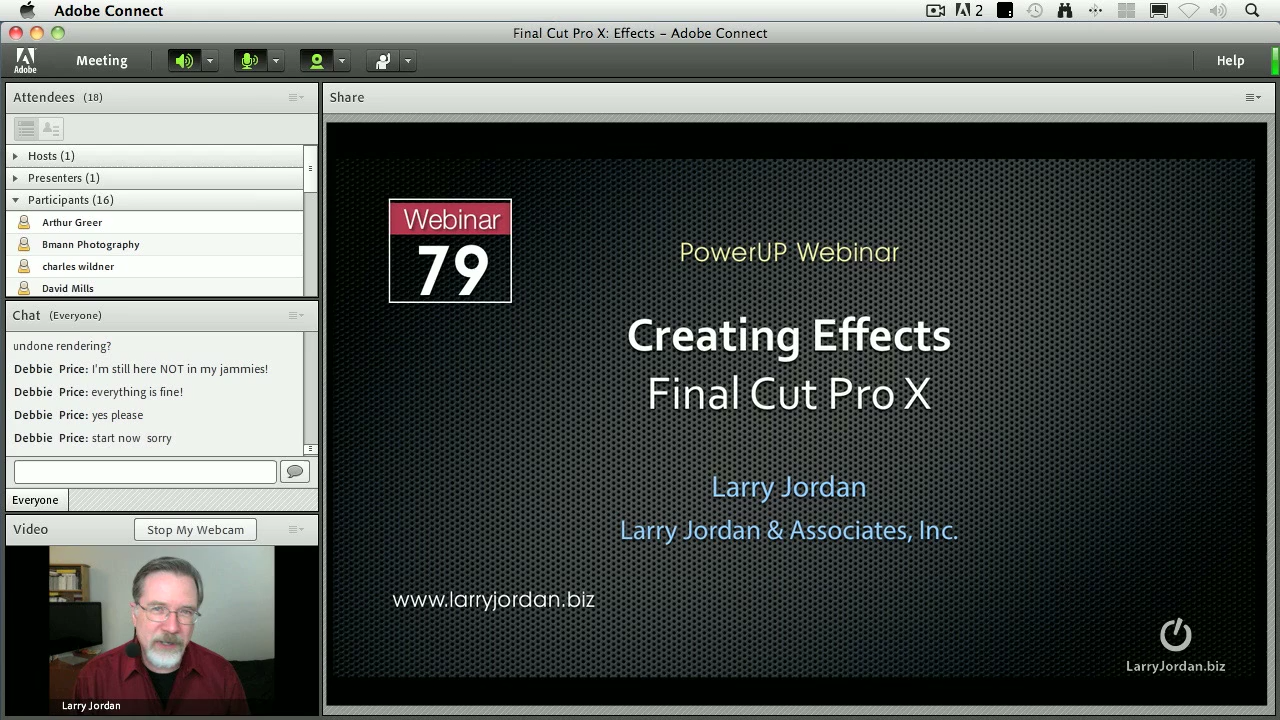 Adobe Connect
2
Final Cut Pro X: Effects – Adobe Connect
Adobe
Meeting
Help
Attendees (18)
Hosts (1)
Presenters (1)
Participants (16)
Arthur Greer
Bmann Photography
charles wildner
David Mills
Chat (Everyone)
undone rendering?
Debbie Price: I'm still here NOT in my jammies!
Debbie Price: everything is fine!
Debbie Price: yes please
Debbie Price: start now sorry
Everyone
Video
Stop My Webcam
Larry Jordan
Share
Webinar
79
PowerUP Webinar
Creating Effects
Final Cut Pro X
Larry Jordan
Larry Jordan & Associates, Inc.
www.larryjordan.biz
LarryJordan.biz